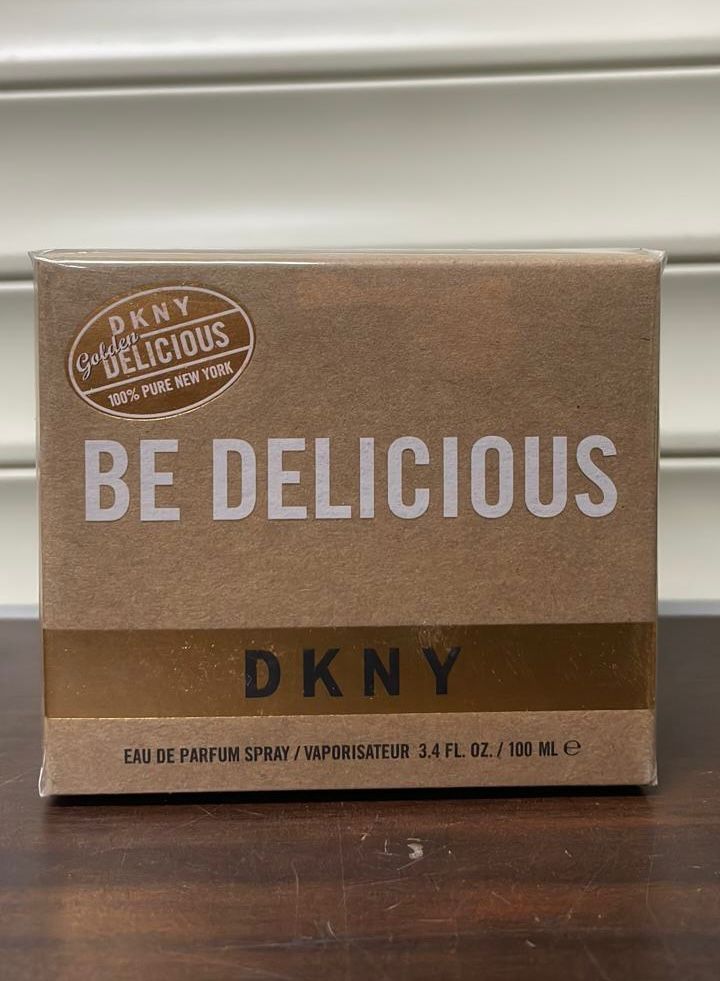 DKNY
Golden
DELICIOUS
100% PURE NEW YORK
BE DELICIOUS
DKNY
EAU DE PARFUM SPRAY / VAPORISATEUR 3.4 FL. OZ. / 100 ML ℮